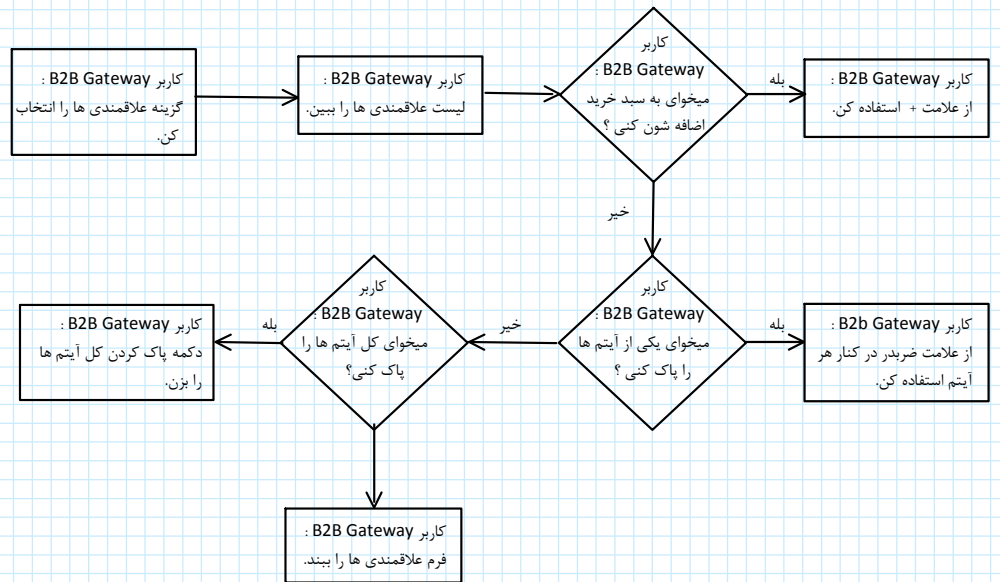 کاربر B2B Gateway :
گزینه علاقمندی ها را انتخاب
کن.
کاربر B2B Gateway :
لیست علاقمندی ها را ببین.
کاربر
B2B Gateway :
میخوای به سبد خرید
اضافه شون کنی ؟
بله
کاربر B2B Gateway :
از علامت + استفاده کن.
خیر
کاربر
B2B Gateway :
میخوای یکی از آیتم ها
را پاک کنی ؟
بله
کاربر B2b Gateway :
از علامت ضربدر در کنار هر
آیتم استفاده کن.
خیر
کاربر
B2B Gateway :
میخوای کل آیتم ها را
پاک کنی؟
بله
کاربر B2B Gateway :
دکمه پاک کردن کل آیتم ها
را بزن.
کاربر B2B Gateway :
فرم علاقمندی ها را ببند.